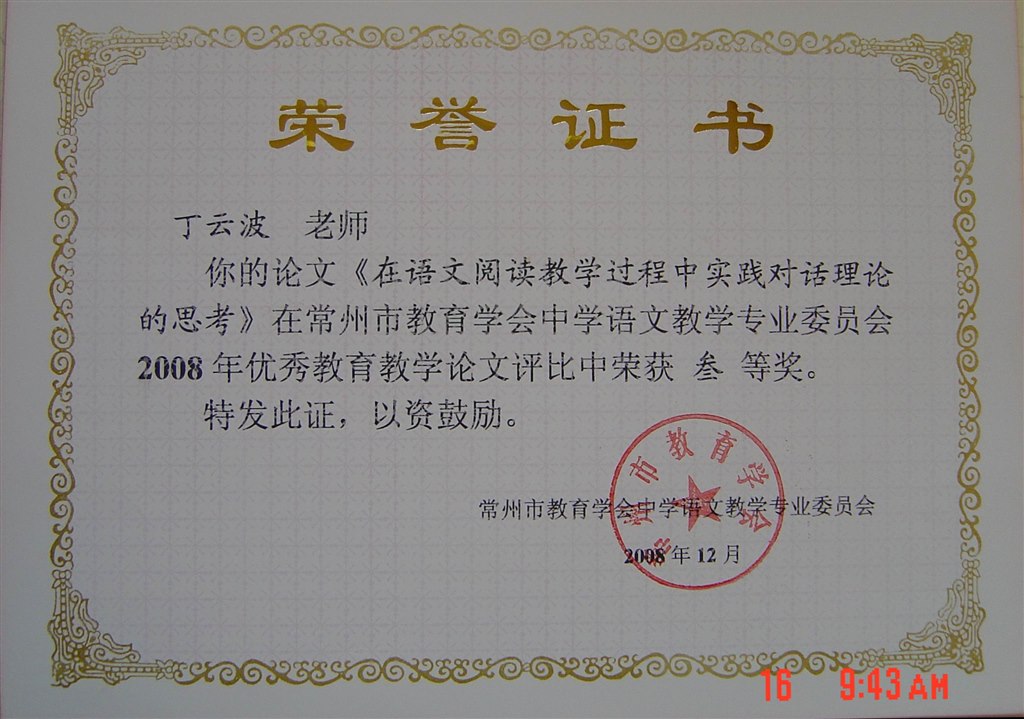 荣誉证书
丁云波 老师
你的论文《在语文阅读教学过程中实践对话理论
的思考》在常州市教育学会中学语文教学专业委员会
2008年优秀教育教学论文评比中荣获 叁 等奖。
特发此证，以资鼓励。
常州市教育学会
常州市教育学会中学语文教学专业委员会
2008年12月
16 9:43AM